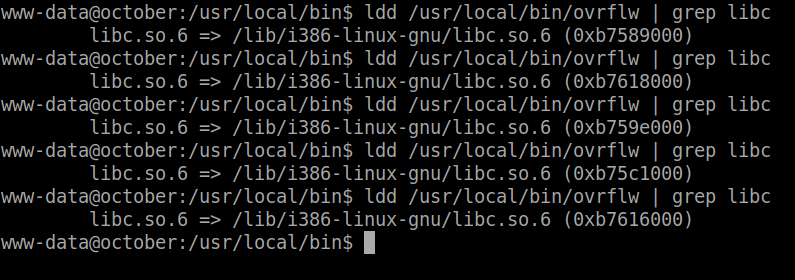 www-data@october:/usr/local/bin$ ldd /usr/local/bin/ovrflw | grep libc
        libc.so.6 => /lib/i386-linux-gnu/libc.so.6 (0xb7589000)
www-data@october:/usr/local/bin$ ldd /usr/local/bin/ovrflw | grep libc
        libc.so.6 => /lib/i386-linux-gnu/libc.so.6 (0xb7618000)
www-data@october:/usr/local/bin$ ldd /usr/local/bin/ovrflw | grep libc
        libc.so.6 => /lib/i386-linux-gnu/libc.so.6 (0xb759e000)
www-data@october:/usr/local/bin$ ldd /usr/local/bin/ovrflw | grep libc
        libc.so.6 => /lib/i386-linux-gnu/libc.so.6 (0xb75c1000)
www-data@october:/usr/local/bin$ ldd /usr/local/bin/ovrflw | grep libc
        libc.so.6 => /lib/i386-linux-gnu/libc.so.6 (0xb7616000)
www-data@october:/usr/local/bin$